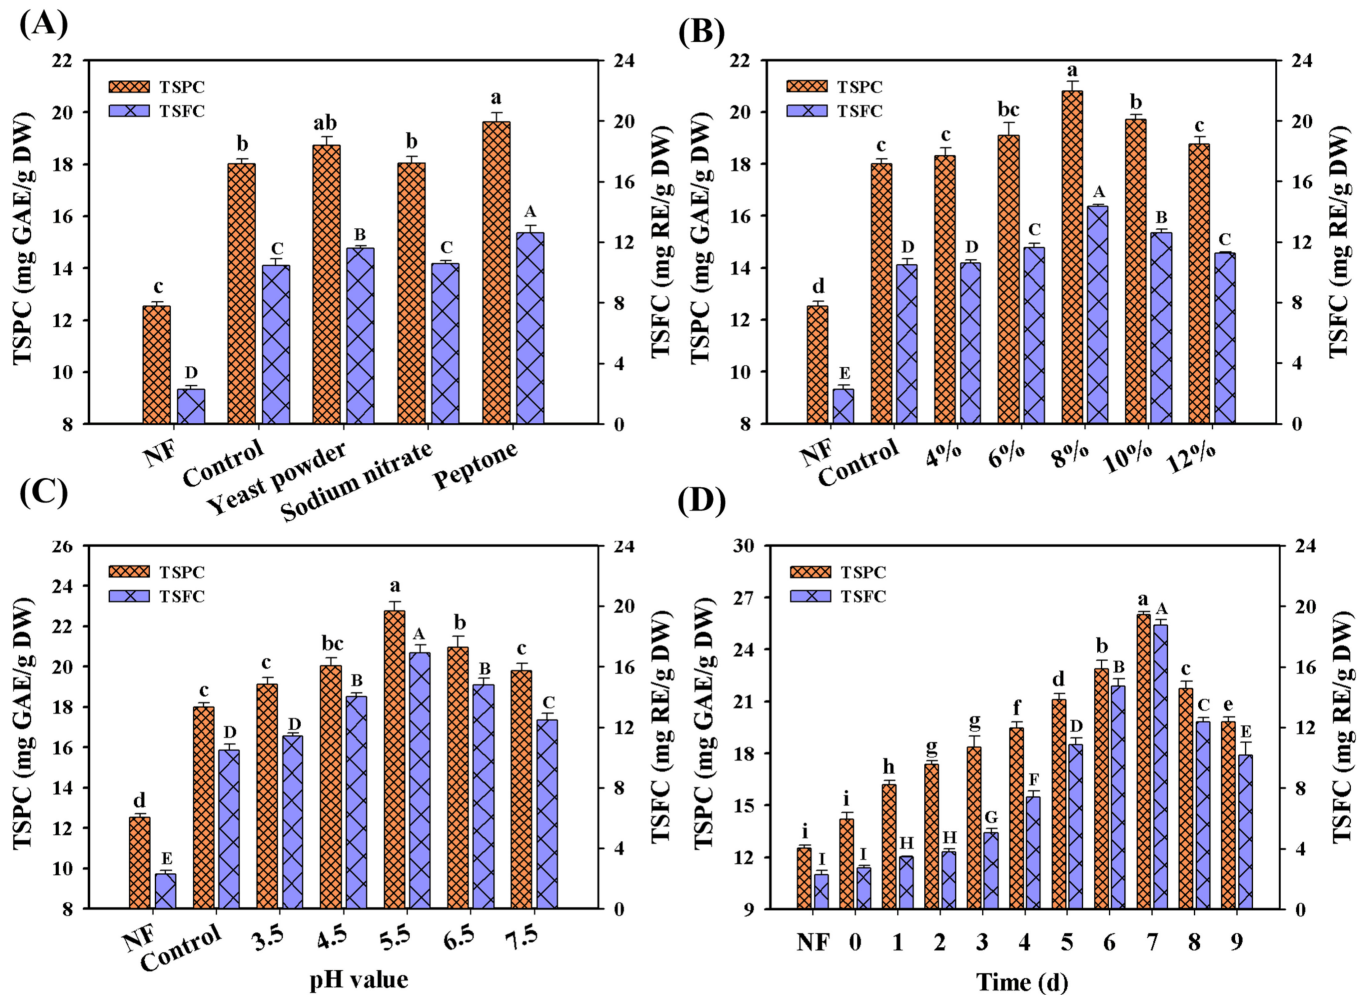 (A)
22
20
18
16
14
12
10
8
TSPC (mg GAE/g DW)
TSPC
TSFC
c
D
b
C
ab
B
b
C
a
A
24
20
16
12
8
4
0
TSFC (mg RE/g DW)
NF
Control
Yeast powder
Sodium nitrate
Peptone
(B)
22
20
18
16
14
12
10
8
TSPC (mg GAE/g DW)
TSPC
TSFC
d
E
c
D
c
D
bc
C
a
A
b
B
c
C
24
20
16
12
8
4
0
TSFC (mg RE/g DW)
NF
Control
4%
6%
8%
10%
12%
(C)
26
24
22
20
18
16
14
12
10
8
TSPC (mg GAE/g DW)
TSPC
TSFC
d
E
c
D
c
D
bc
B
a
A
b
B
c
C
24
20
16
12
8
4
0
TSFC (mg RE/g DW)
NF
Control
3.5
4.5
5.5
6.5
7.5
pH value
(D)
30
27
24
21
18
15
12
9
TSPC (mg GAE/g DW)
TSPC
TSFC
i
I
i
I
h
H
g
H
g
G
f
F
d
D
b
B
a
A
c
C
e
E
24
20
16
12
8
4
0
TSFC (mg RE/g DW)
NF
0
1
2
3
4
5
6
7
8
9
Time (d)